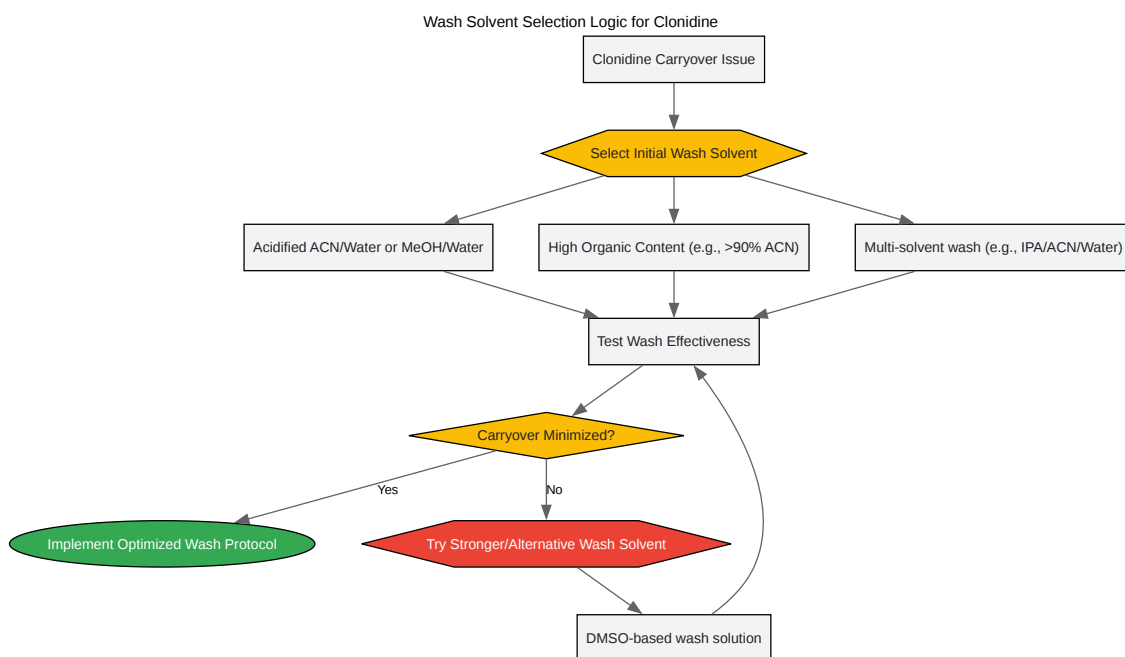 Wash Solvent Selection Logic for Clonidine
Clonidine Carryover Issue
Select Initial Wash Solvent
Acidified ACN/Water or MeOH/Water
High Organic Content (e.g., >90% ACN)
Multi-solvent wash (e.g., IPA/ACN/Water)
Test Wash Effectiveness
Carryover Minimized?
Yes
No
Implement Optimized Wash Protocol
Try Stronger/Alternative Wash Solvent
DMSO-based wash solution